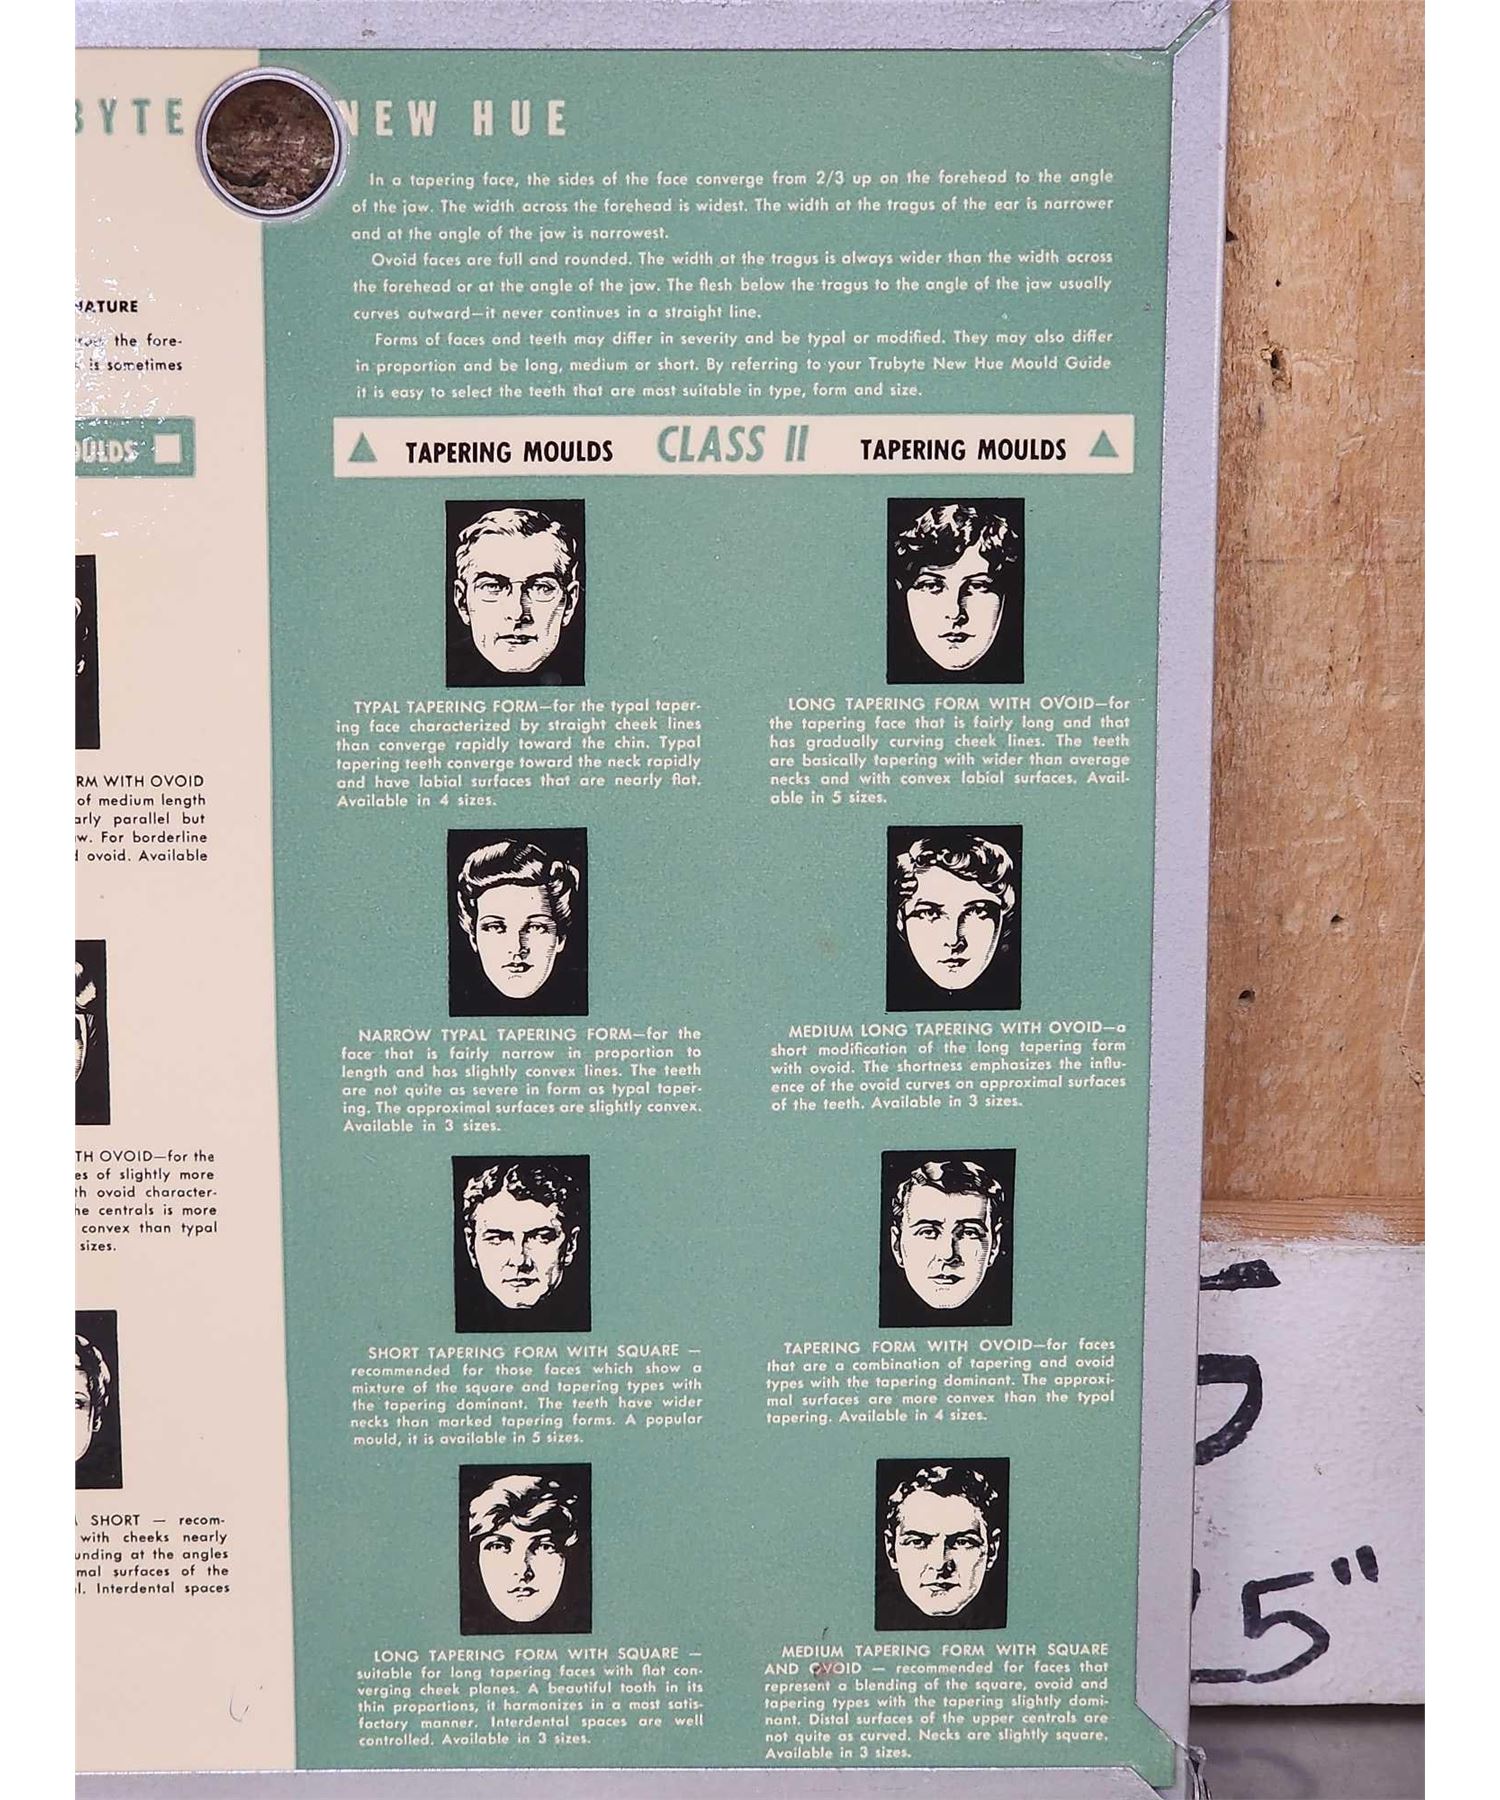 BYTE
NEW HUE
NATURE
the fore-
is sometimes
MOULDS
RM WITH OVOID
of medium length
arly parallel but
w. For borderline
d ovoid. Available
TH OVOID—for the
es of slightly more
th ovoid character-
he centrals is more
convex than typal
sizes.
SHORT — recom-
with cheeks nearly
unding at the angles
mal surfaces of the
l. Interdental spaces
In a tapering face, the sides of the face converge from 2/3 up on the forehead to the angle
of the jaw. The width across the forehead is widest. The width at the tragus of the ear is narrower
and at the angle of the jaw is narrowest.
Ovoid faces are full and rounded. The width at the tragus is always wider than the width across
the forehead or at the angle of the jaw. The flesh below the tragus to the angle of the jaw usually
curves outward—it never continues in a straight line.
Forms of faces and teeth may differ in severity and be typal or modified. They may also differ
in proportion and be long, medium or short. By referring to your Trubyte New Hue Mould Guide
it is easy to select the teeth that are most suitable in type, form and size.
TAPERING MOULDS CLASS II TAPERING MOULDS
TYPAL TAPERING FORM—for the typal taper-
ing face characterized by straight cheek lines
than converge rapidly toward the chin. Typal
tapering teeth converge toward the neck rapidly
and have labial surfaces that are nearly flat.
Available in 4 sizes.
LONG TAPERING FORM WITH OVOID—for
the tapering face that is fairly long and that
has gradually curving cheek lines. The teeth
are basically tapering with wider than average
necks and with convex labial surfaces. Avail-
able in 5 sizes.
NARROW TYPAL TAPERING FORM—for the
face that is fairly narrow in proportion to
length and has slightly convex lines. The teeth
are not quite as severe in form as typal taper-
ing. The approximal surfaces are slightly convex.
Available in 3 sizes.
MEDIUM LONG TAPERING WITH OVOID—a
short modification of the long tapering form
with ovoid. The shortness emphasizes the influ-
ence of the ovoid curves on approximal surfaces
of the teeth. Available in 3 sizes.
SHORT TAPERING FORM WITH SQUARE —
recommended for those faces which show a
mixture of the square and tapering types with
the tapering dominant. The teeth have wider
necks than marked tapering forms. A popular
mould, it is available in 5 sizes.
TAPERING FORM WITH OVOID—for faces
that are a combination of tapering and ovoid
types with the tapering dominant. The approxi-
mal surfaces are more convex than the typal
tapering. Available in 4 sizes.
LONG TAPERING FORM WITH SQUARE —
suitable for long tapering faces with flat con-
verging cheek planes. A beautiful tooth in its
thin proportions, it harmonizes in a most satis-
factory manner. Interdental spaces are well
controlled. Available in 3 sizes.
MEDIUM TAPERING FORM WITH SQUARE
AND OVOID — recommended for faces that
represent a blending of the square, ovoid and
tapering types with the tapering slightly domi-
nant. Distal surfaces of the upper centrals are
not quite as curved. Necks are slightly square.
Available in 3 sizes.
5"